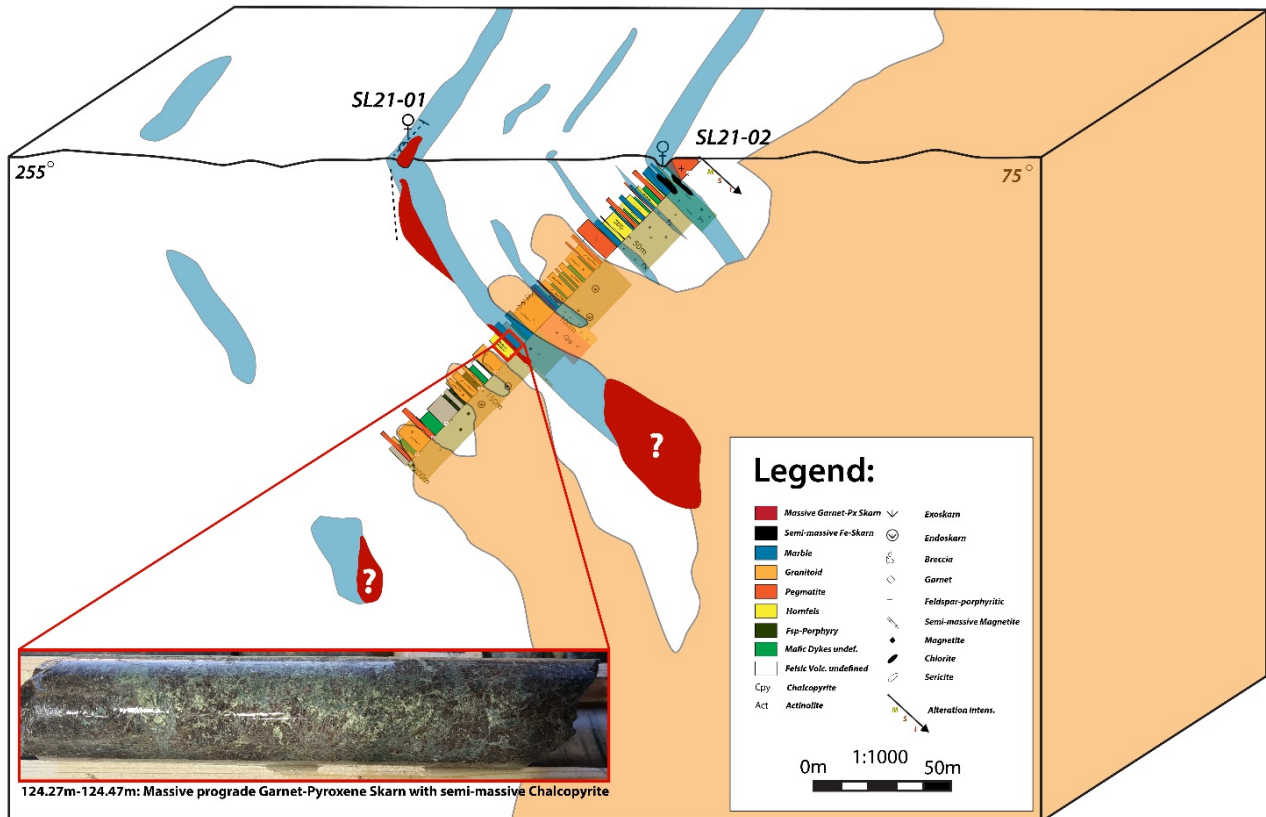 SL21-01
SL21-02
255°
75°
M
S
I
50m
Cpy
150m
?
?
Legend:
Massive Garnet-Px Skarn
Semi-massive Fe-Skarn
Marble
Granitoid
Pegmatite
Hornfels
Fsp-Porphyry
Mafic Dykes undef.
Felsic Volc. undefined
Cpy Chalcopyrite
Act Actinolite
Exoskarn
Endoskarn
Breccia
Garnet
Feldspar-porphyritic
Semi-massive Magnetite
Magnetite
Chlorite
Sericite
M
S
I
Alteration intens.
1:1000
0m
50m
124.27m-124.47m: Massive prograde Garnet-Pyroxene Skarn with semi-massive Chalcopyrite